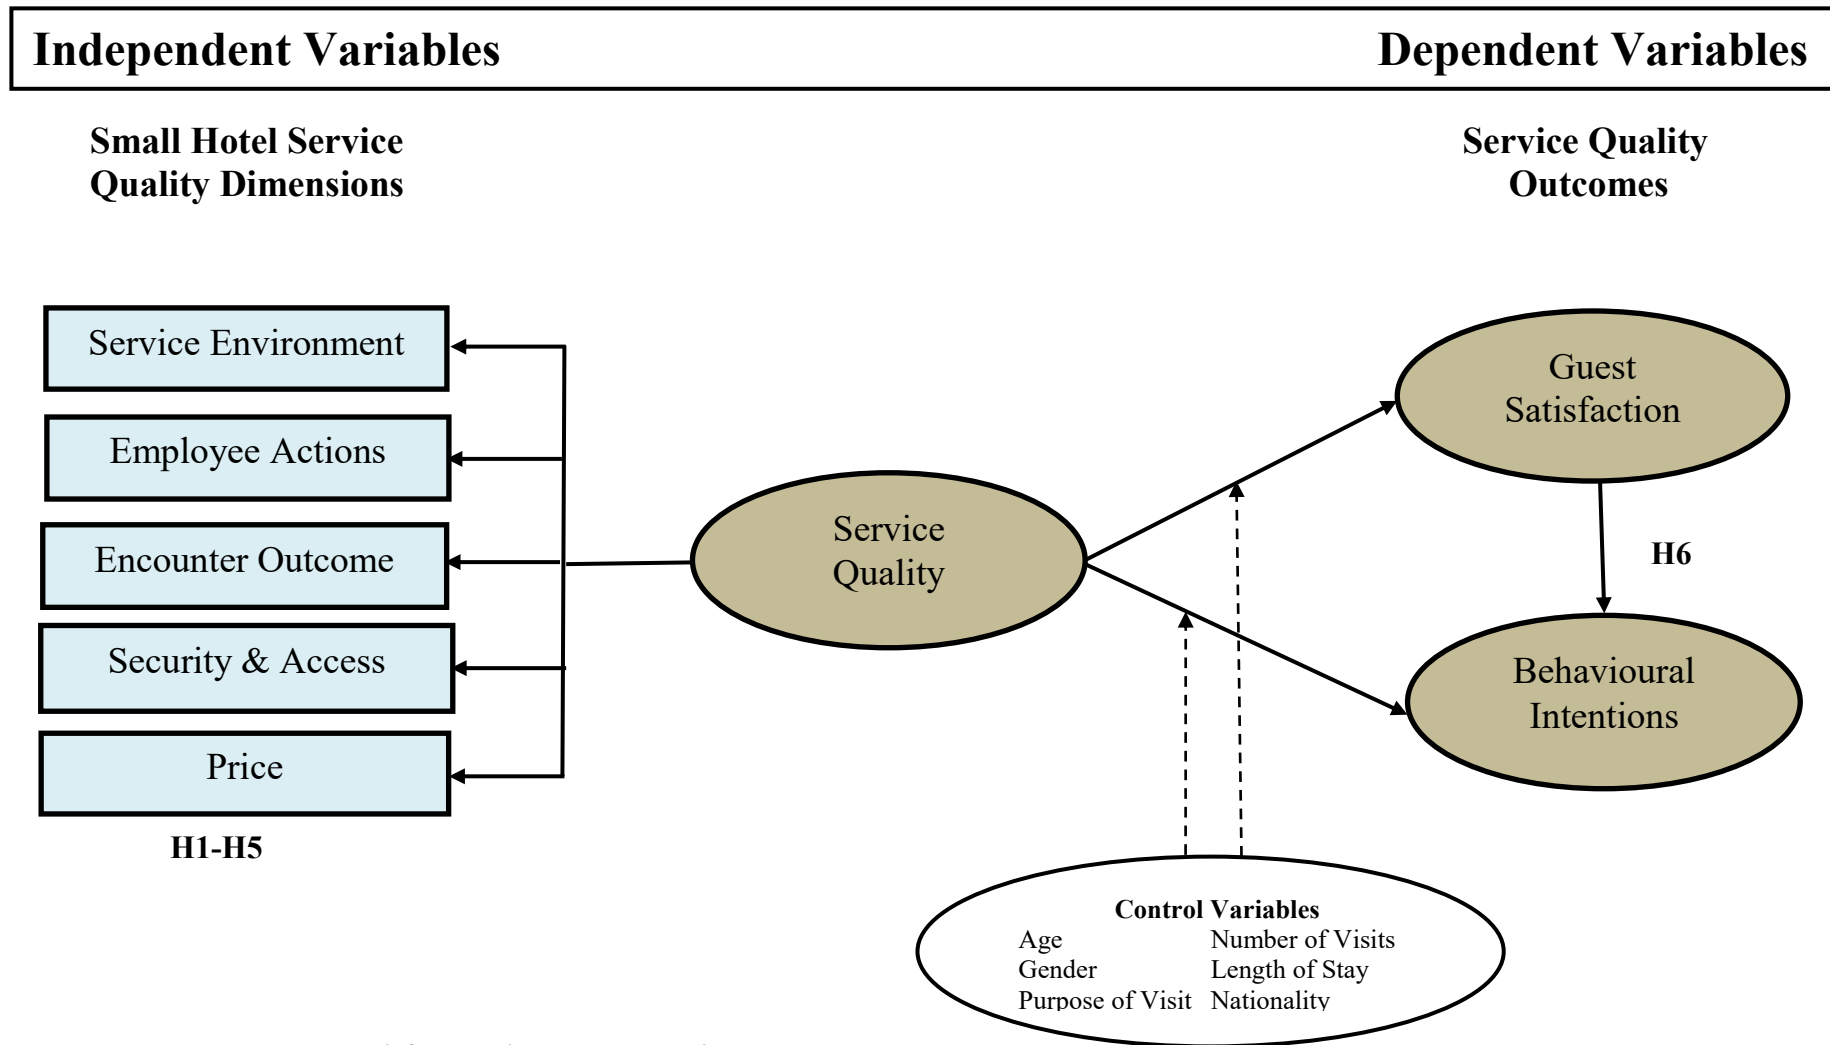 Independent Variables
Dependent Variables
Small Hotel Service
Quality Dimensions
Service Quality
Outcomes
Service Environment
Employee Actions
Encounter Outcome
Security & Access
Price
H1-H5
Service
Quality
Guest
Satisfaction
H6
Behavioural
Intentions
Control Variables
Age Number of Visits
Gender Length of Stay
Purpose of Visit Nationality